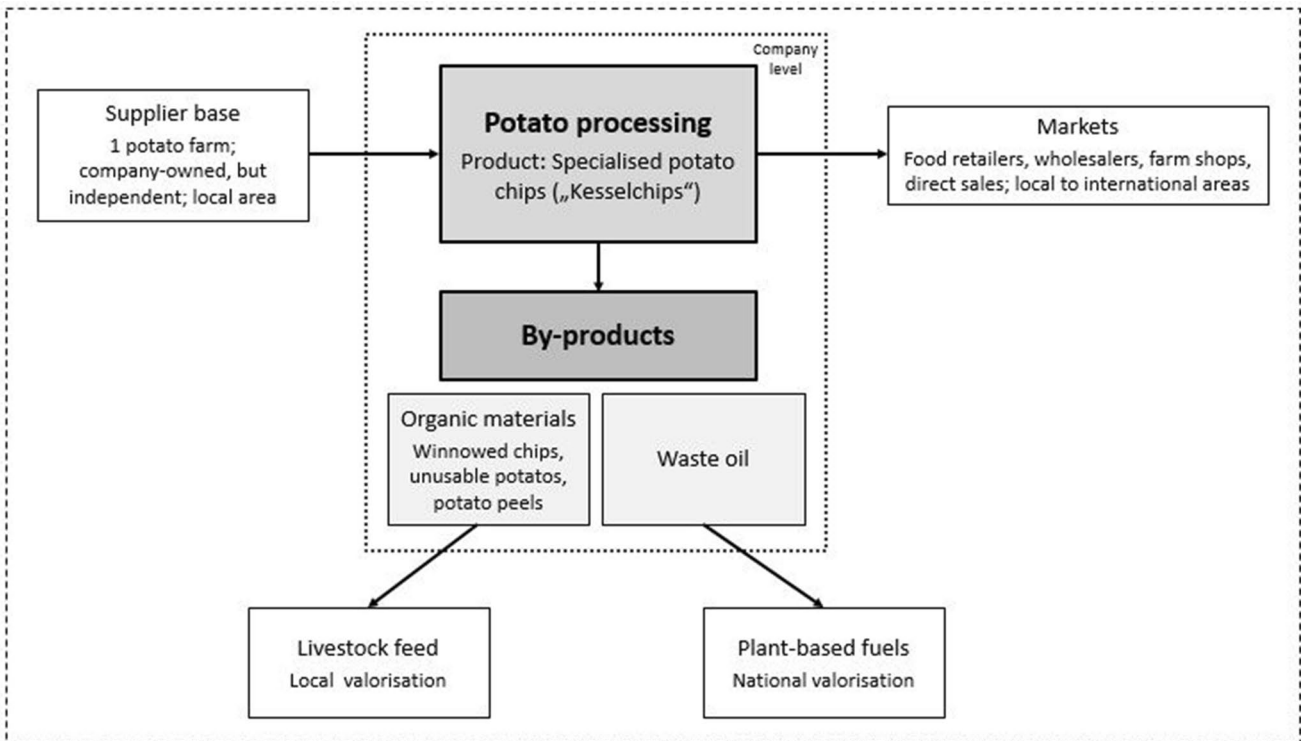 Company
level
Supplier base
1 potato farm;
company-owned, but
independent; local area
Potato processing
Product: Specialised potato
chips („Kesselchips“)
Markets
Food retailers, wholesalers, farm shops,
direct sales; local to international areas
By-products
Organic materials
Winnowed chips,
unusable potatos,
potato peels
Waste oil
Livestock feed
Local valorisation
Plant-based fuels
National valorisation